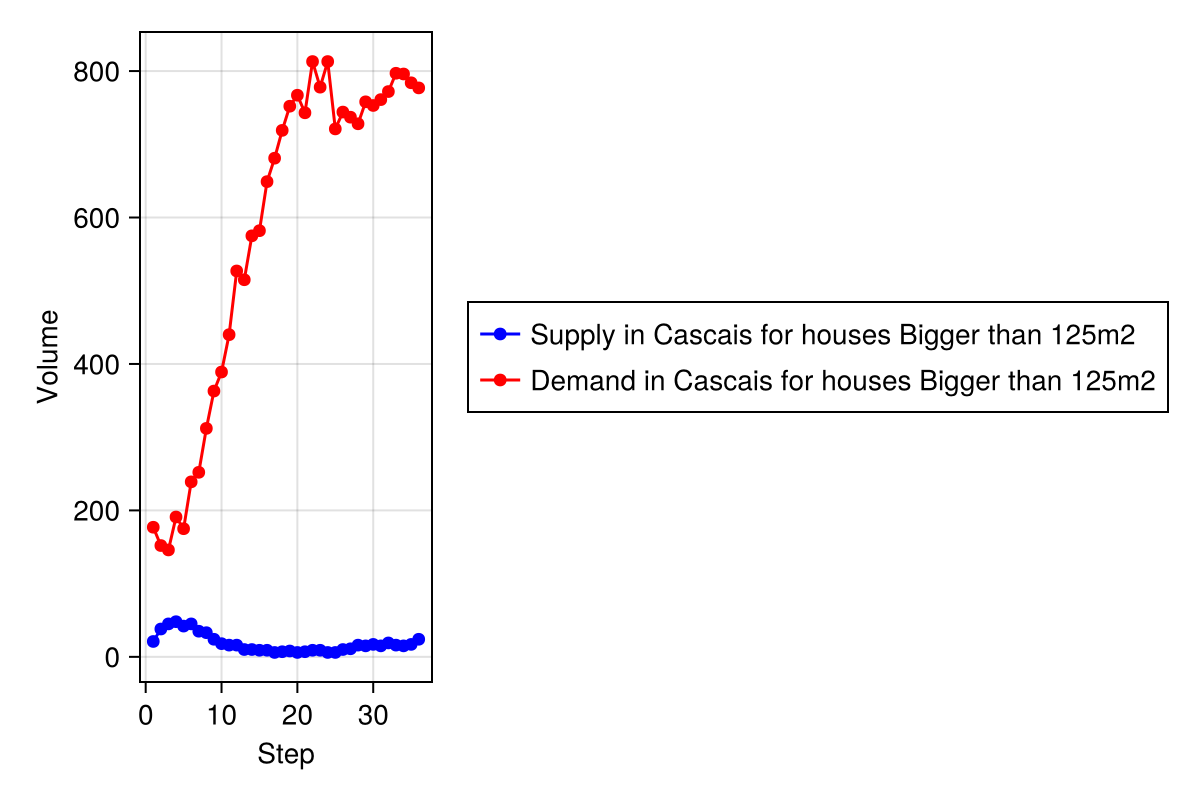 800
600
400
200
0
Volume
0 10 20 30
Step
Supply in Cascais for houses Bigger than 125m2
Demand in Cascais for houses Bigger than 125m2